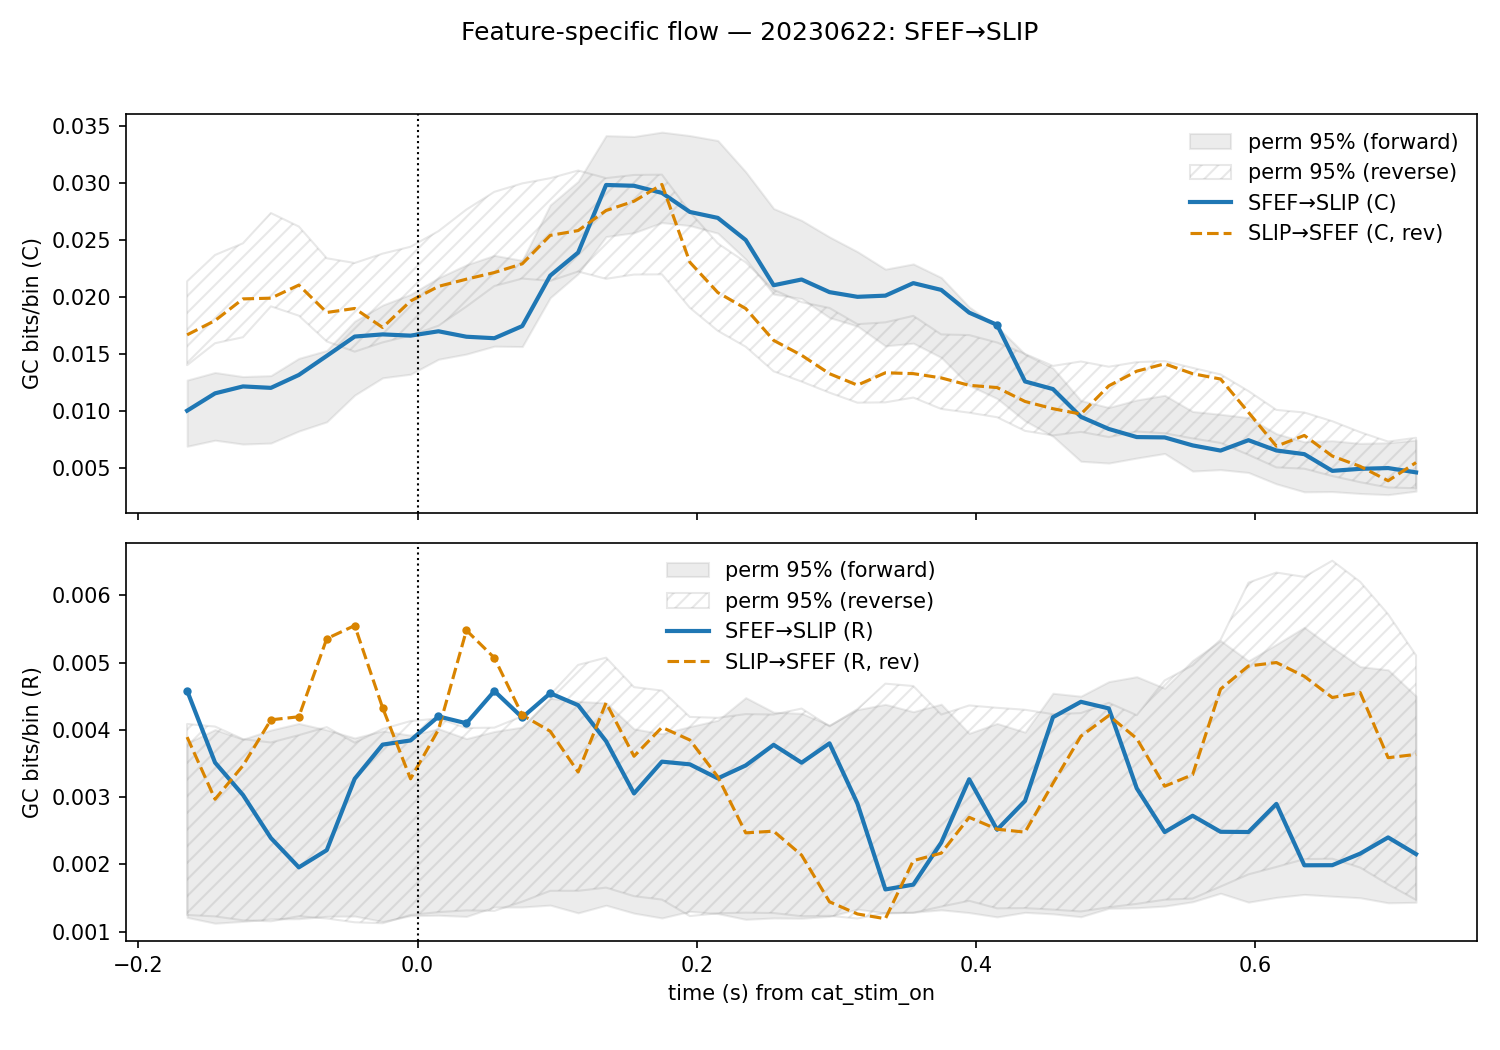 Feature-specific flow — 20230622: SFEF→SLIP
GC bits/bin (C)
0.035
0.030
0.025
0.020
0.015
0.010
0.005
perm 95% (forward)
perm 95% (reverse)
SFEF→SLIP (C)
SLIP→SFEF (C, rev)
GC bits/bin (R)
0.006
0.005
0.004
0.003
0.002
0.001
perm 95% (forward)
perm 95% (reverse)
SFEF→SLIP (R)
SLIP→SFEF (R, rev)
−0.2 0.0 0.2 0.4 0.6
time (s) from cat_stim_on